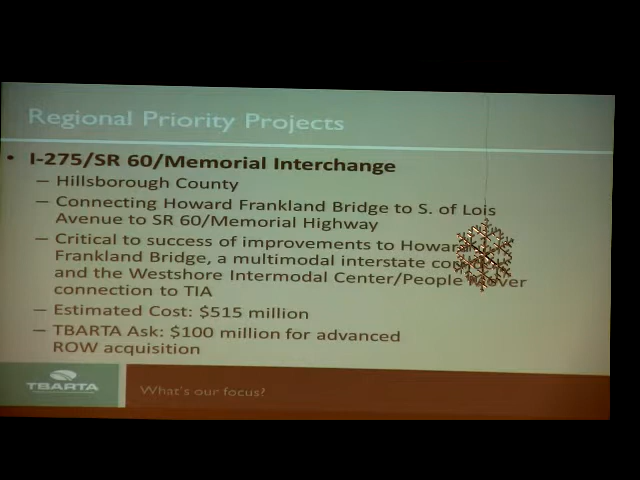 Regional Priority Projects
• I-275/SR 60/Memorial Interchange
– Hillsborough County
– Connecting Howard Frankland Bridge to S. of Lois
Avenue to SR 60/Memorial Highway
– Critical to success of improvements to Howard
Frankland Bridge, a multimodal interstate
and the Westshore Intermodal Center/People Mover
connection to TIA
– Estimated Cost: $515 million
– TBARTA Ask: $100 million for advanced
ROW acquisition
TBARTA
What's our focus?